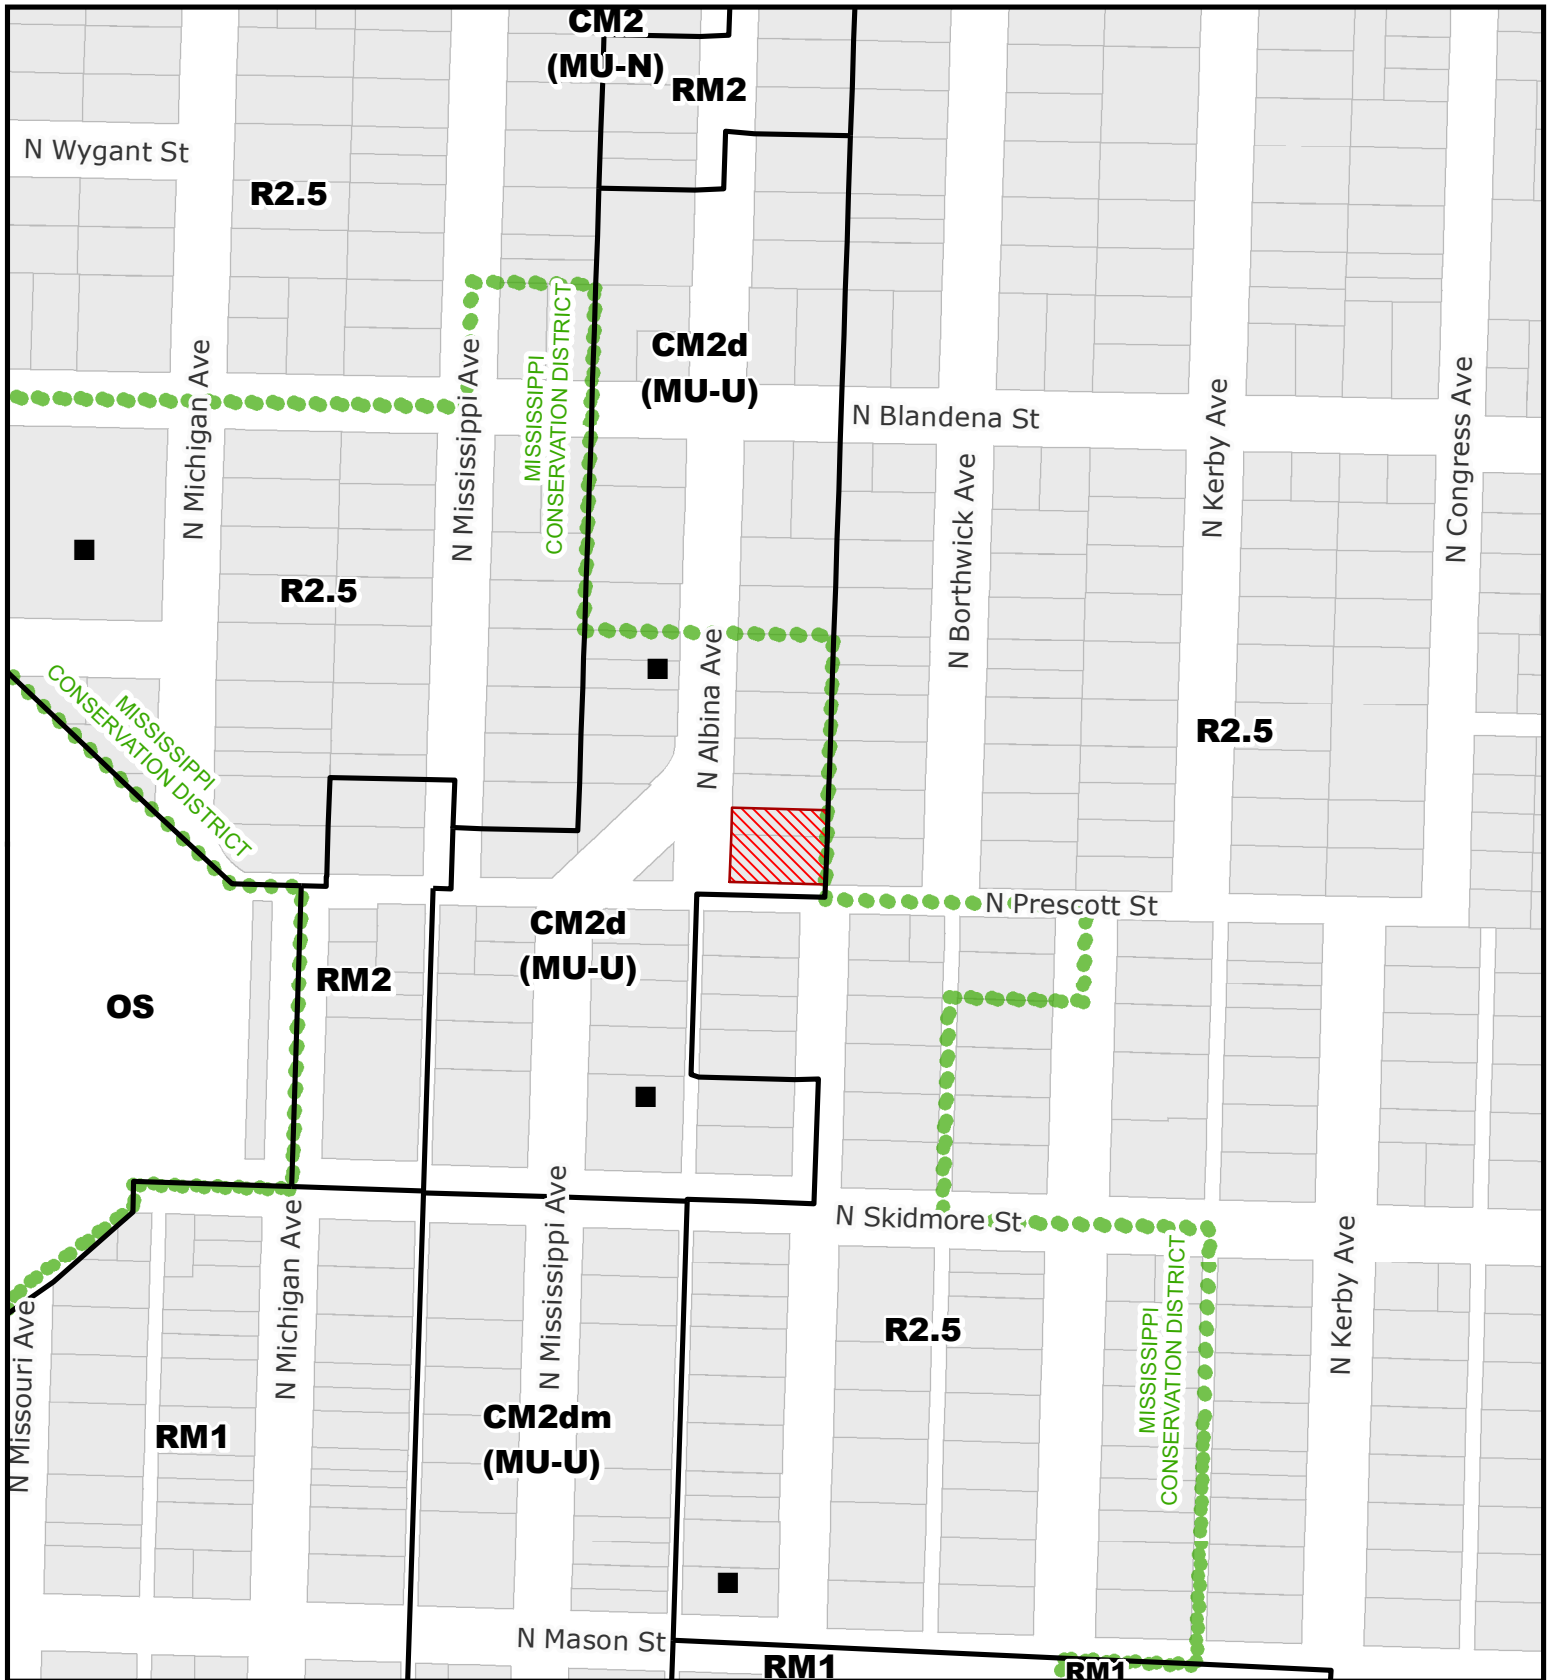 CM2
(MU-N)
RM2
N Wygant St
R2.5
N Michigan Ave
N Mississippi Ave
MISSISSIPPI
CONSERVATION DISTRICT
CM2d
(MU-U)
N Blandena St
N Kerby Ave
N Congress Ave
N Borthwick Ave
R2.5
N Albina Ave
MISSISSIPPI
CONSERVATION DISTRICT
R2.5
N Prescott St
CM2d
(MU-U)
RM2
OS
N Skidmore St
N Mississippi Ave
N Michigan Ave
N Missouri Ave
N Kerby Ave
MISSISSIPPI
CONSERVATION DISTRICT
R2.5
CM2dm
(MU-U)
RM1
N Mason St
RM1
RM1